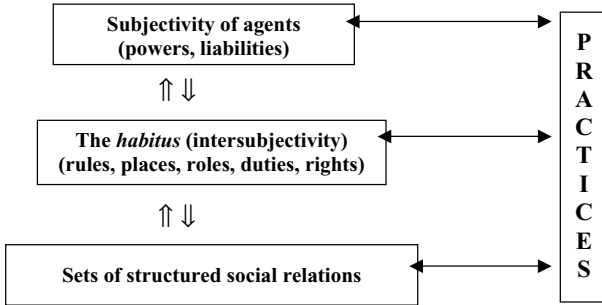 Subjectivity of agents
(powers, liabilities)
⇑⇓
The habitus (intersubjectivity)
(rules, places, roles, duties, rights)
⇑⇓
Sets of structured social relations
P
R
A
C
T
I
C
E
S